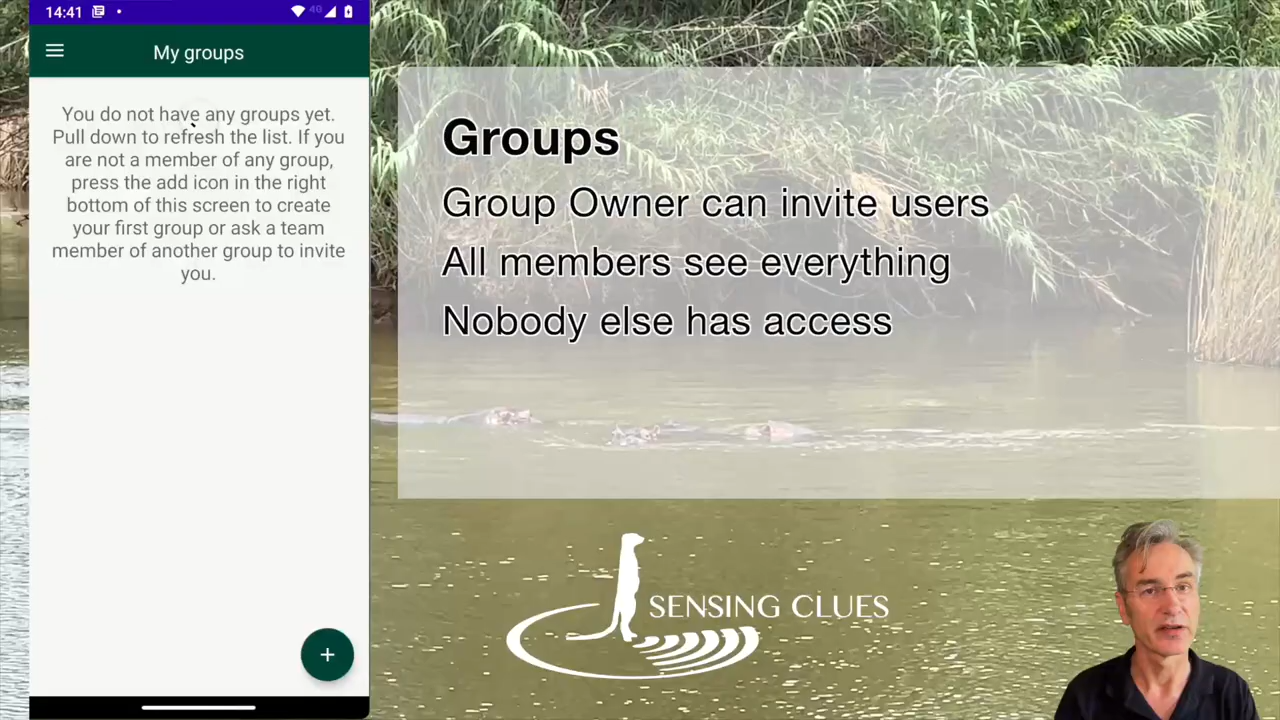 14:41
4G
My groups
You do not have any groups yet.
Pull down to refresh the list. If you
are not a member of any group,
press the add icon in the right
bottom of this screen to create
your first group or ask a team
member of another group to invite
you.
+
Groups
Group Owner can invite users
All members see everything
Nobody else has access
SENSING CLUES